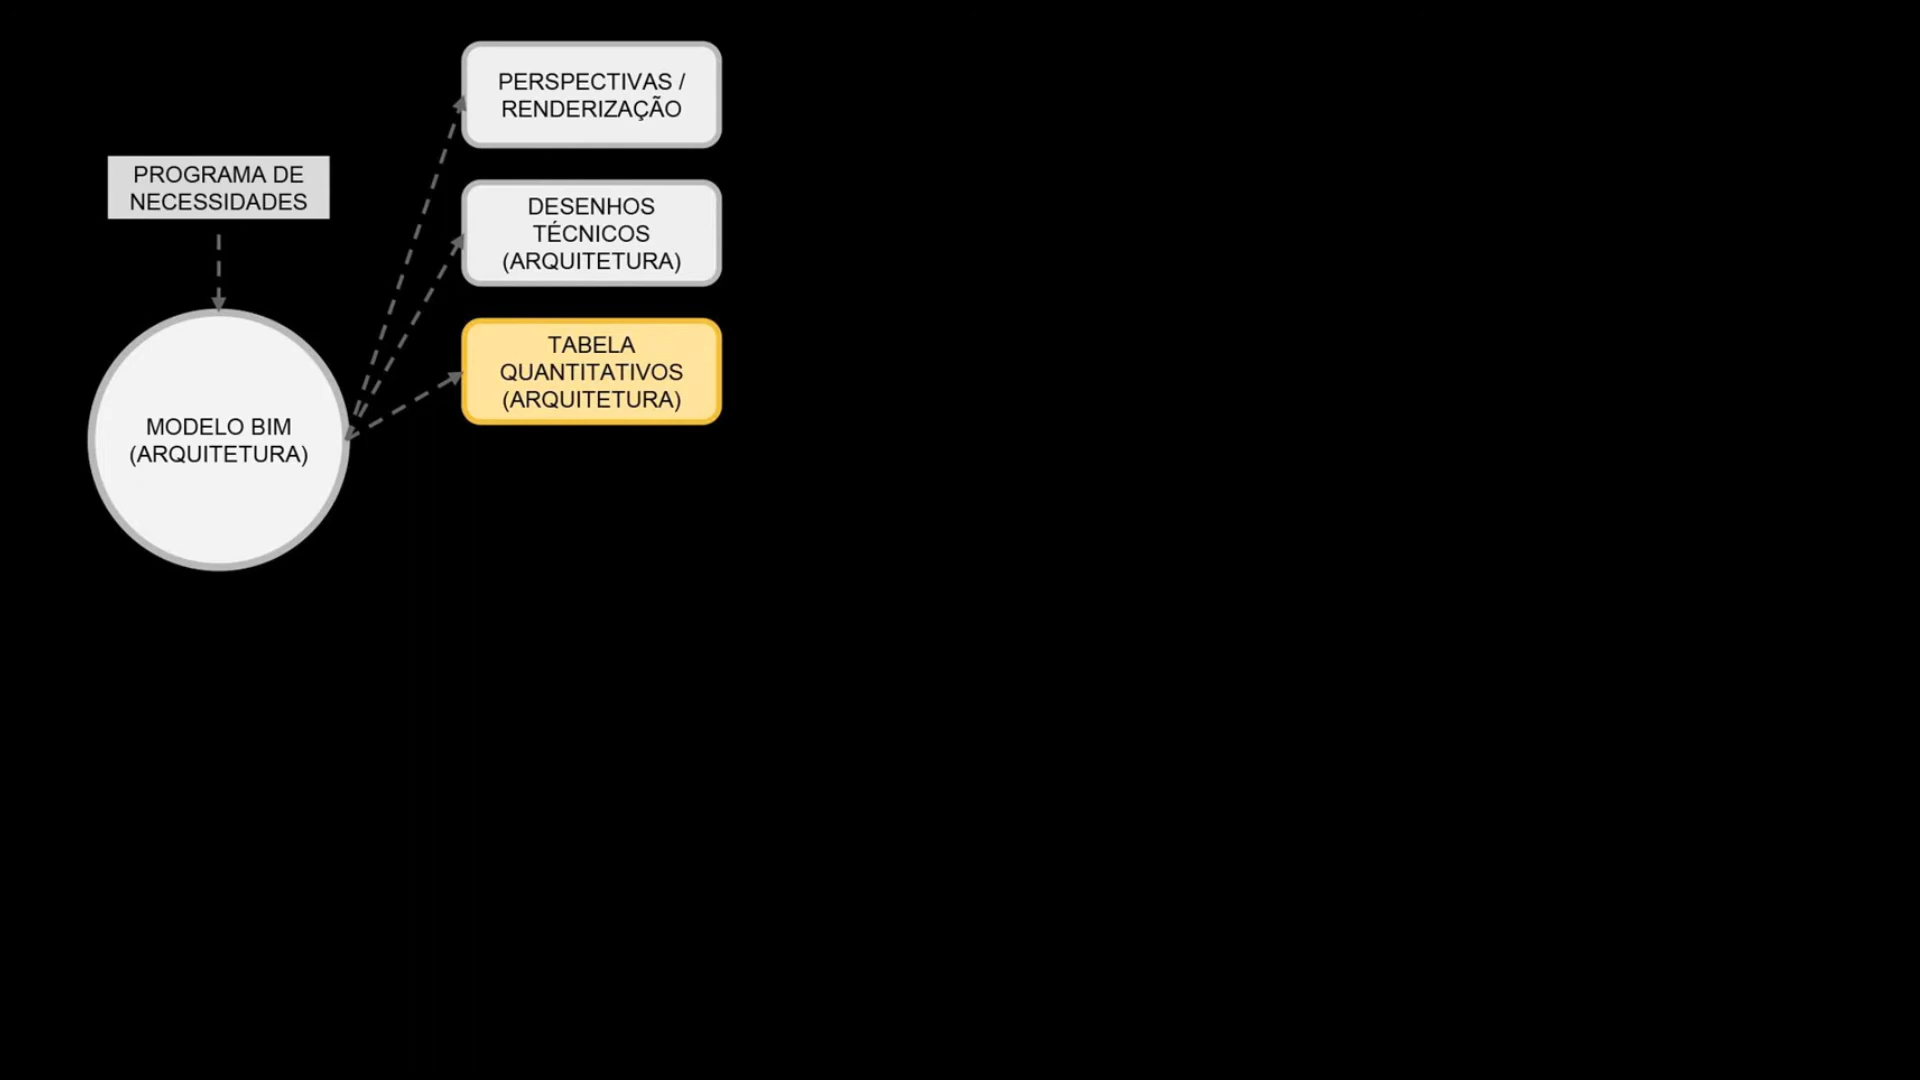 PERSPECTIVAS /
RENDERIZAÇÃO
PROGRAMA DE
NECESSIDADES
DESENHOS
TÉCNICOS
(ARQUITETURA)
TABELA
QUANTITATIVOS
(ARQUITETURA)
MODELO BIM
(ARQUITETURA)